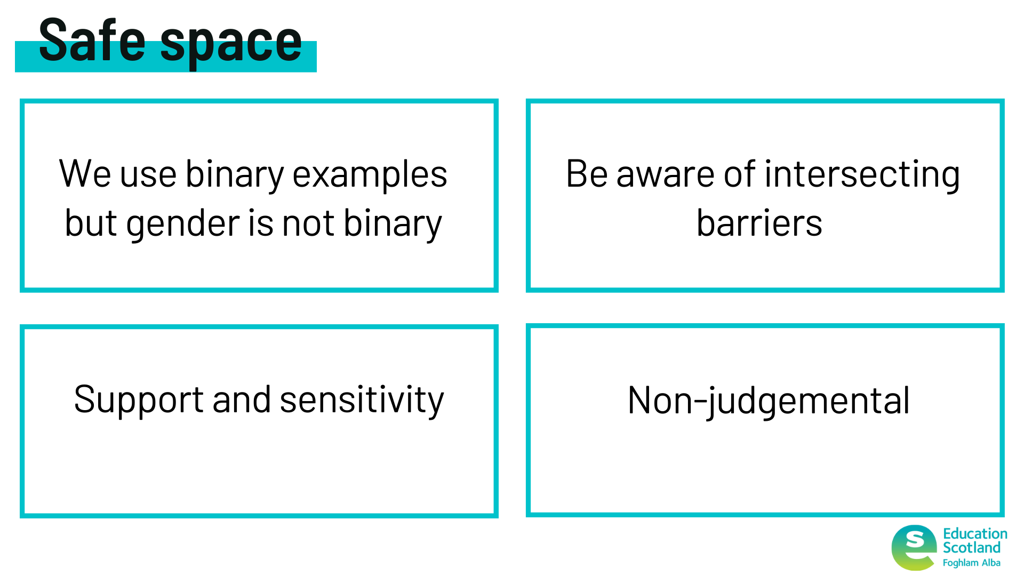 Safe space
We use binary examples
but gender is not binary
Be aware of intersecting
barriers
Support and sensitivity
Non-judgemental
Education
Scotland
Foghlam Alba